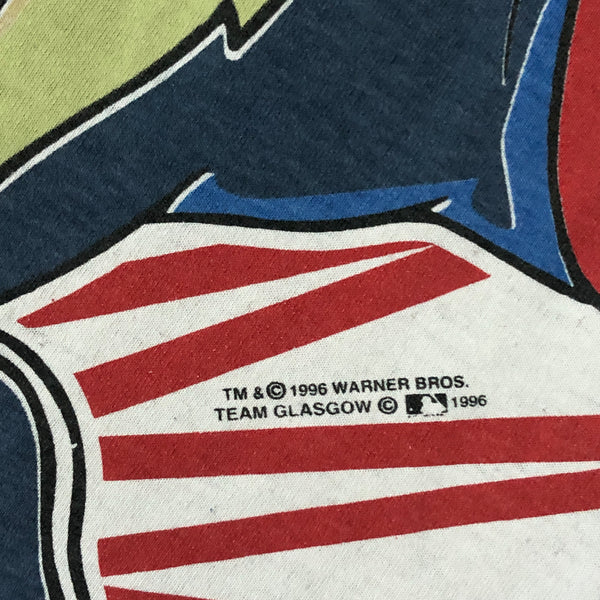 TM & © 1996 WARNER BROS.
TEAM GLASGOW © 1996